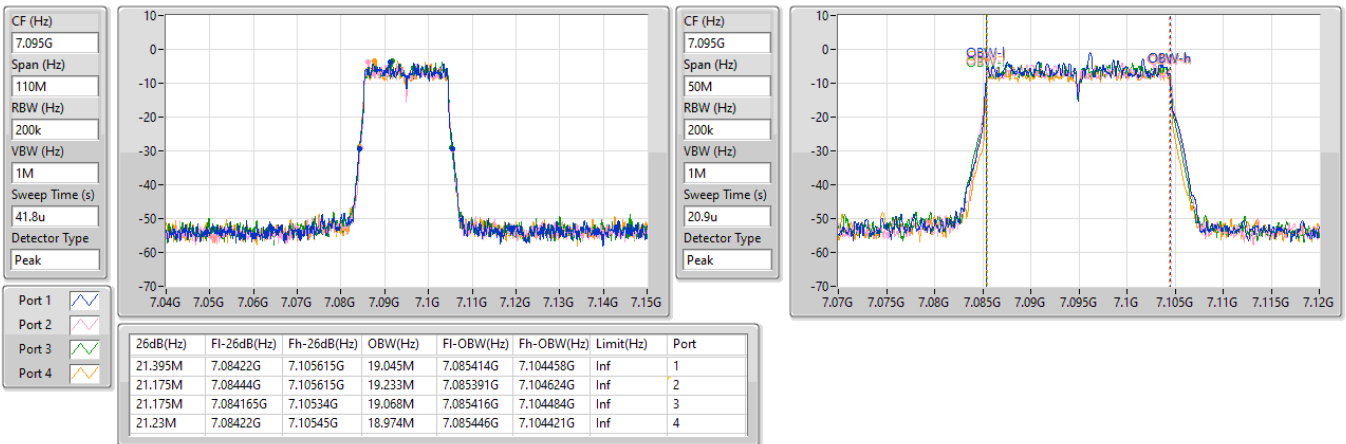 CF (Hz)
7.095G
Span (Hz)
110M
RBW (Hz)
200k
VBW (Hz)
1M
Sweep Time (s)
41.8u
Detector Type
Peak
10
0
-10
-20
-30
-40
-50
-60
-70
7.04G 7.05G 7.06G 7.07G 7.08G 7.09G 7.1G 7.11G 7.12G 7.13G 7.14G 7.15G
CF (Hz)
7.095G
Span (Hz)
50M
RBW (Hz)
200k
VBW (Hz)
1M
Sweep Time (s)
20.9u
Detector Type
Peak
10
0
-10
-20
-30
-40
-50
-60
-70
OBW-l
OBW-h
7.07G 7.075G 7.08G 7.085G 7.09G 7.095G 7.1G 7.105G 7.11G 7.115G 7.12G
Port 1
Port 2
Port 3
Port 4
26dB(Hz) Fl-26dB(Hz) Fh-26dB(Hz) OBW(Hz) Fl-OBW(Hz) Fh-OBW(Hz) Limit(Hz) Port
21.395M 7.08422G 7.105615G 19.045M 7.085414G 7.104458G Inf 1
21.175M 7.08444G 7.105615G 19.233M 7.085391G 7.104624G Inf 2
21.175M 7.084165G 7.10534G 19.068M 7.085416G 7.104484G Inf 3
21.23M 7.08422G 7.10545G 18.974M 7.085446G 7.104421G Inf 4